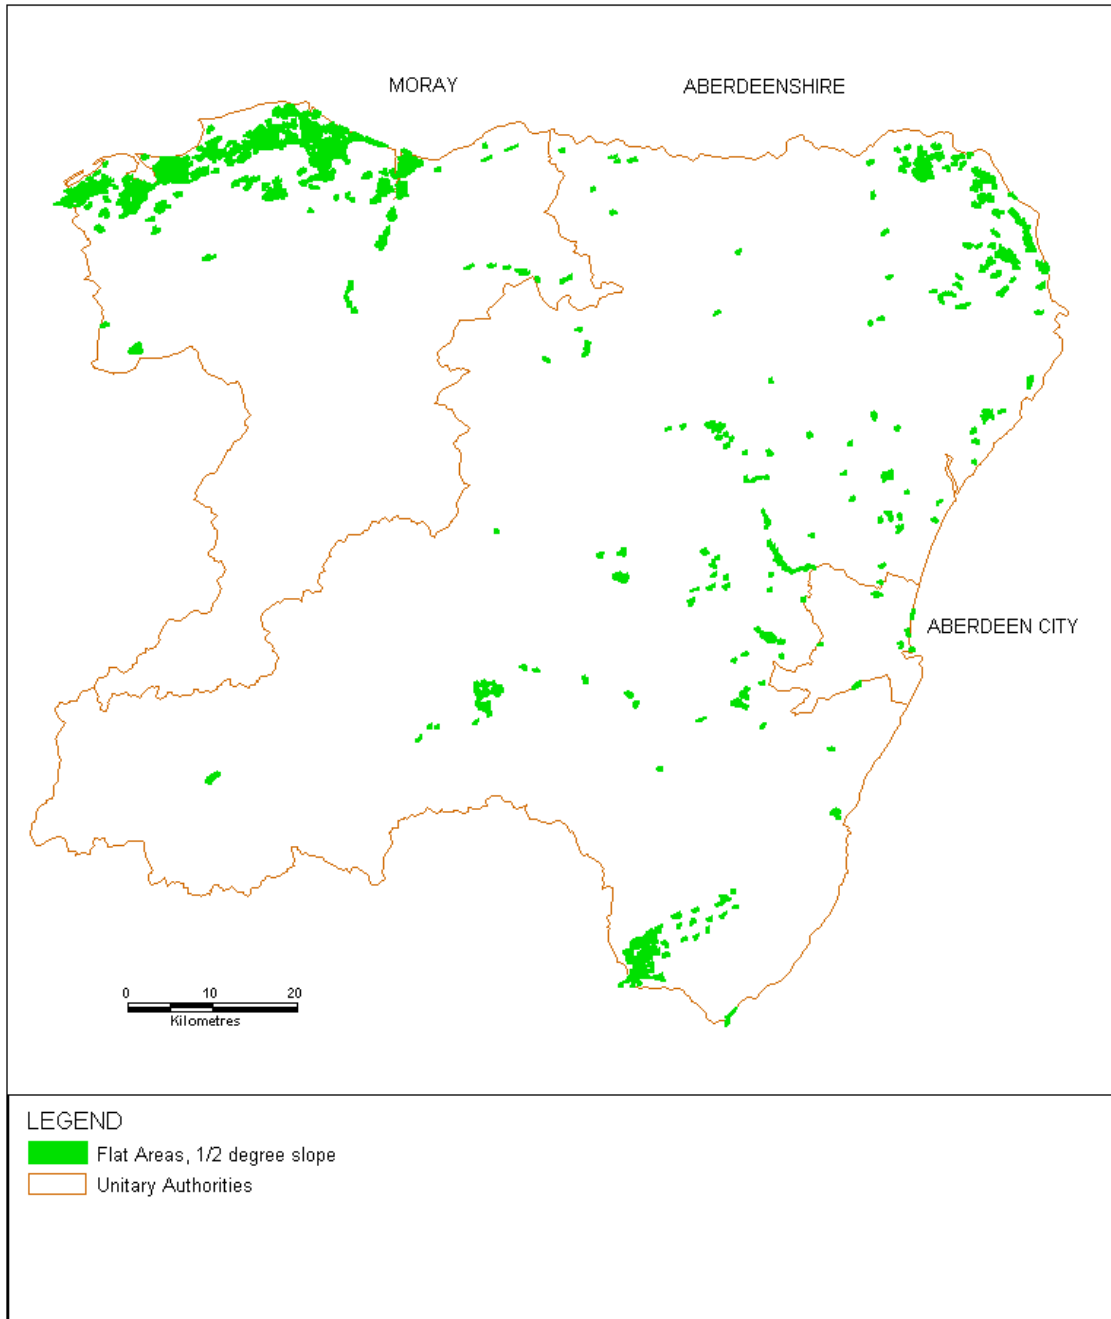 MORAY
ABERDEENSHIRE
ABERDEEN CITY
0 10 20
Kilometres
LEGEND
Flat Areas, 1/2 degree slope
Unitary Authorities